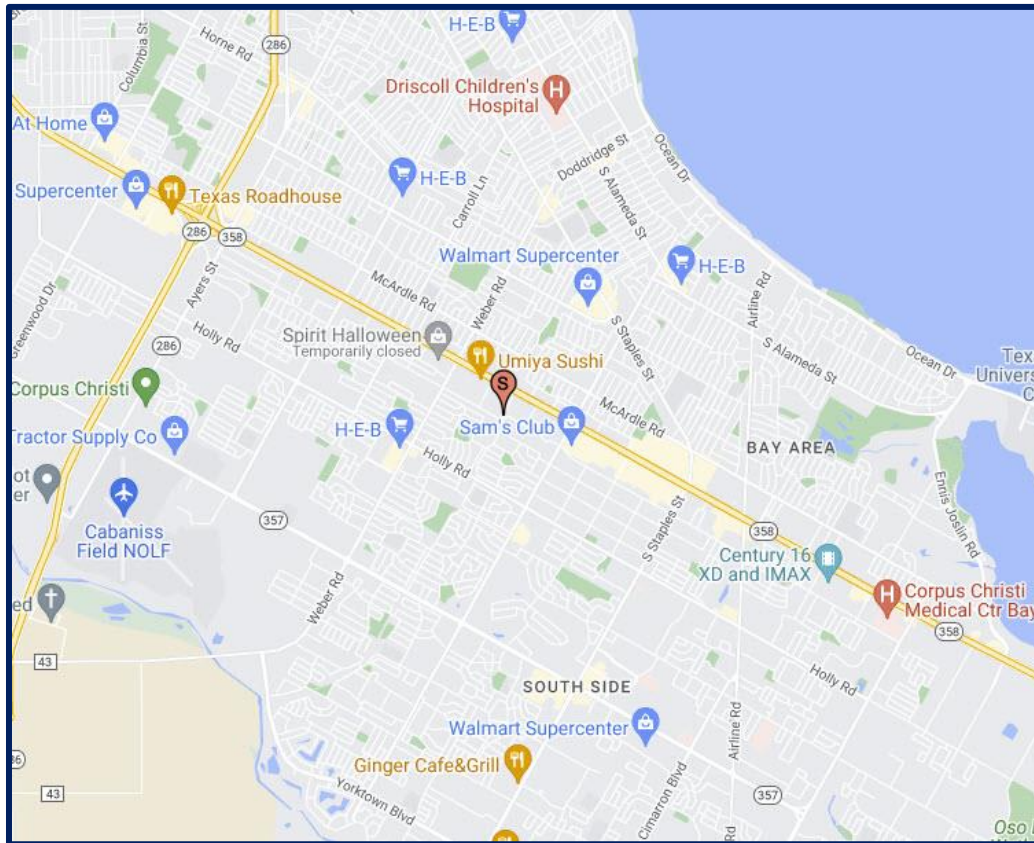 H-E-B
286
Columbia St
Horne Rd
Driscoll Children's
Hospital
At Home
Doddridge St
Ocean Dr
H-E-B
Carroll Ln
S Alameda St
Supercenter
Texas Roadhouse
286
358
Walmart Supercenter
H-E-B
Airline Rd
Greenwood Dr
Ayers St
McArdle Rd
Weber Rd
Holly Rd
Spirit Halloween
Temporarily closed
S Staples St
S Alameda St
Ocean Dr
286
Umiya Sushi
Corpus Christi
S
McArdle Rd
Tractor Supply Co
H-E-B
Sam's Club
BAY AREA
Holly Rd
Ennis Joslin Rd
Cabaniss
Field NOLF
357
S Staples St
358
Century 16
XD and IMAX
Weber Rd
Corpus Christi
Medical Ctr Bay
358
43
Holly Rd
SOUTH SIDE
Walmart Supercenter
Airline Rd
Ginger Cafe&Grill
Cimarron Blvd
43
Yorktown Blvd
357
Rd
Oso